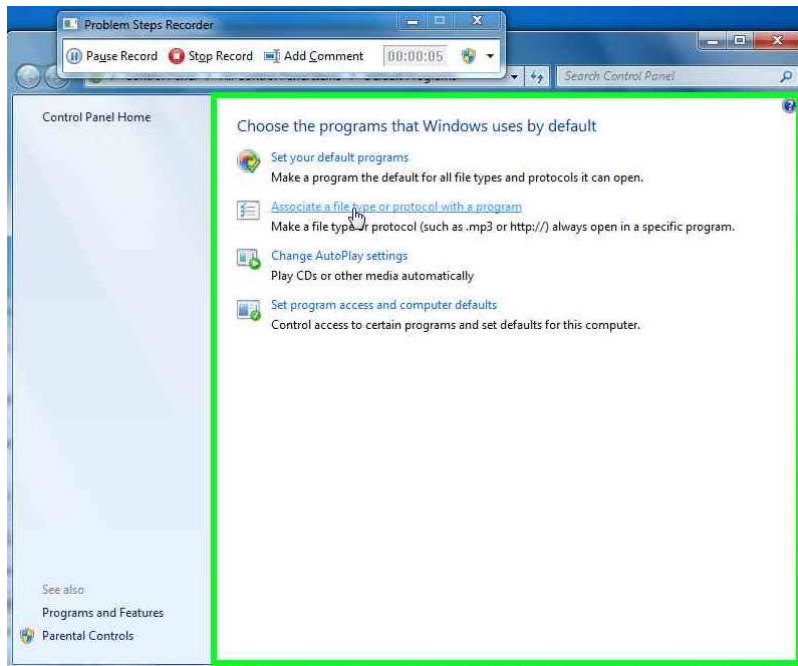 Problem Steps Recorder
Pause Record Stop Record Add Comment 00:00:05
Search Control Panel
Control Panel Home
Choose the programs that Windows uses by default
Set your default programs
Make a program the default for all file types and protocols it can open.
Associate a file type or protocol with a program
Make a file type or protocol (such as .mp3 or http://) always open in a specific program.
Change AutoPlay settings
Play CDs or other media automatically
Set program access and computer defaults
Control access to certain programs and set defaults for this computer.
See also
Programs and Features
Parental Controls